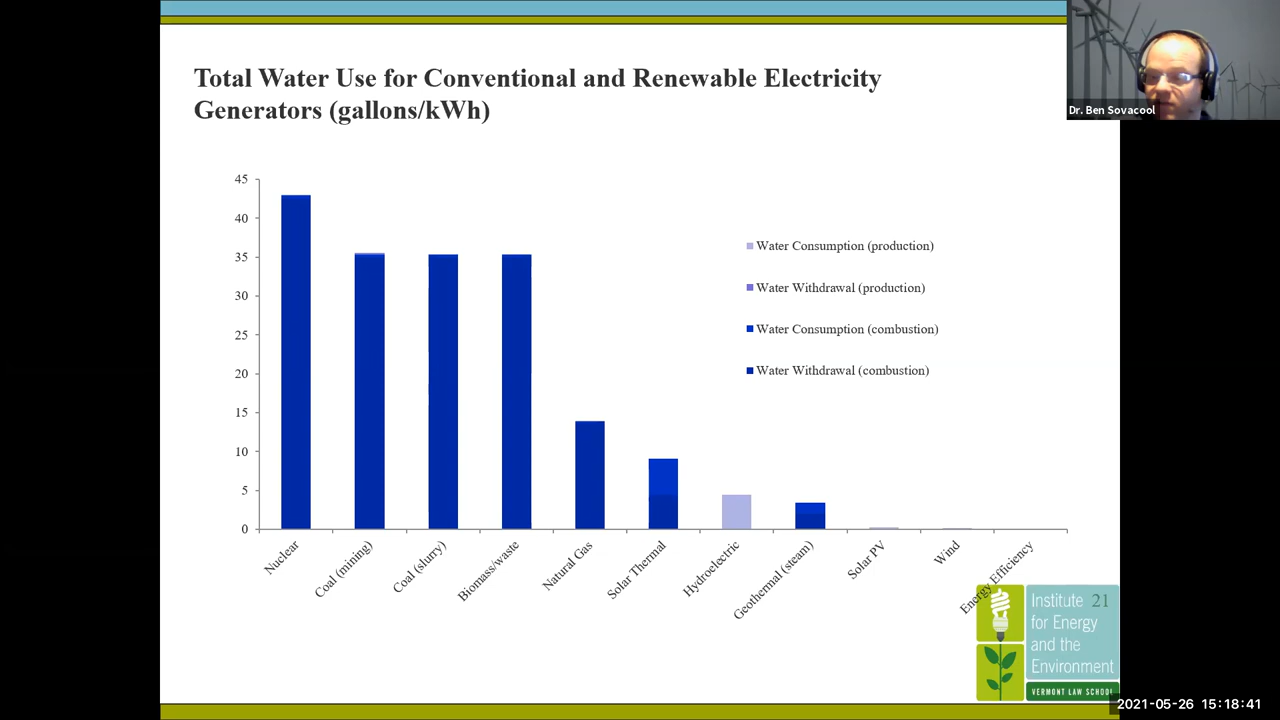 Total Water Use for Conventional and Renewable Electricity
Generators (gallons/kWh)
Dr. Ben Sovacool
45
40
35
30
25
20
15
10
5
0
Water Consumption (production)
Water Withdrawal (production)
Water Consumption (combustion)
Water Withdrawal (combustion)
Nuclear
Coal (mining)
Coal (slurry)
Biomass/waste
Natural Gas
Solar Thermal
Hydroelectric
Geothermal (steam)
Solar PV
Wind
Energy Efficiency
Institute 21
for Energy
and the
Environment
VERMONT LAW SCHOOL
2021-05-26 15:18:41